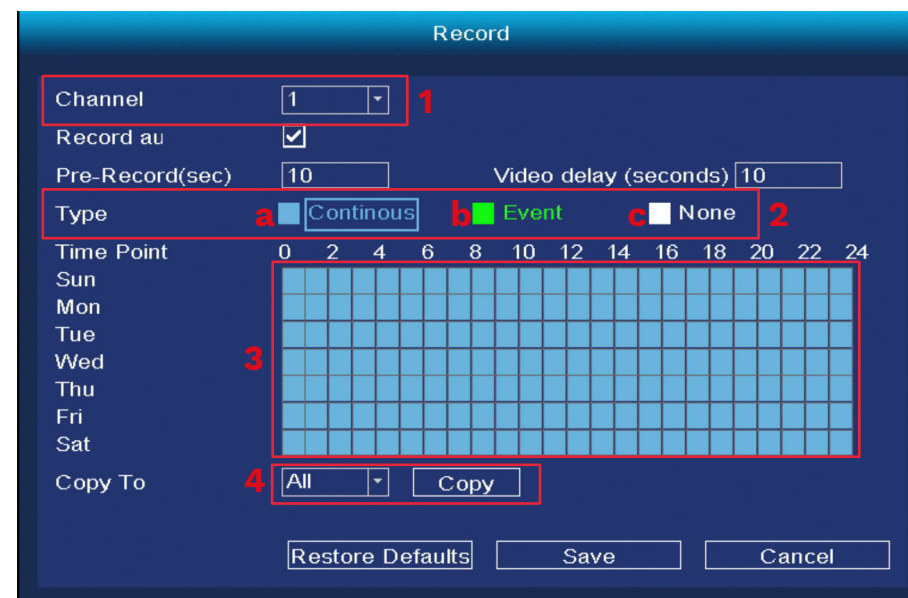 Record
Channel 1 1
Record au
Pre-Record(sec) 10 Video delay (seconds) 10
Type a Continous b Event c None 2
Time Point 0 2 4 6 8 10 12 14 16 18 20 22 24
Sun
Mon
Tue
Wed 3
Thu
Fri
Sat
Copy To 4 All Copy
Restore Defaults Save Cancel